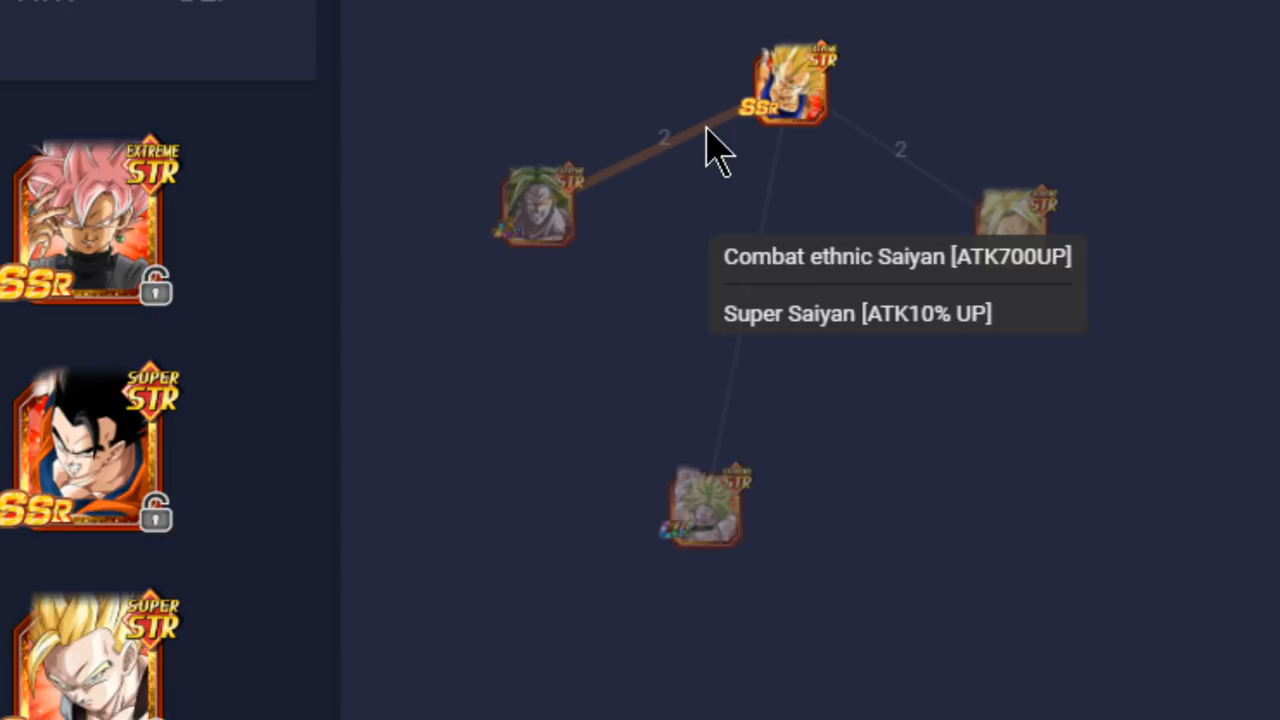 EXTREME
STR
SSR
2
2
EXTREME
STR
SSR
STR
STR
Combat ethnic Saiyan [ATK700UP]
Super Saiyan [ATK10% UP]
SUPER
STR
SSR
STR
SUPER
STR